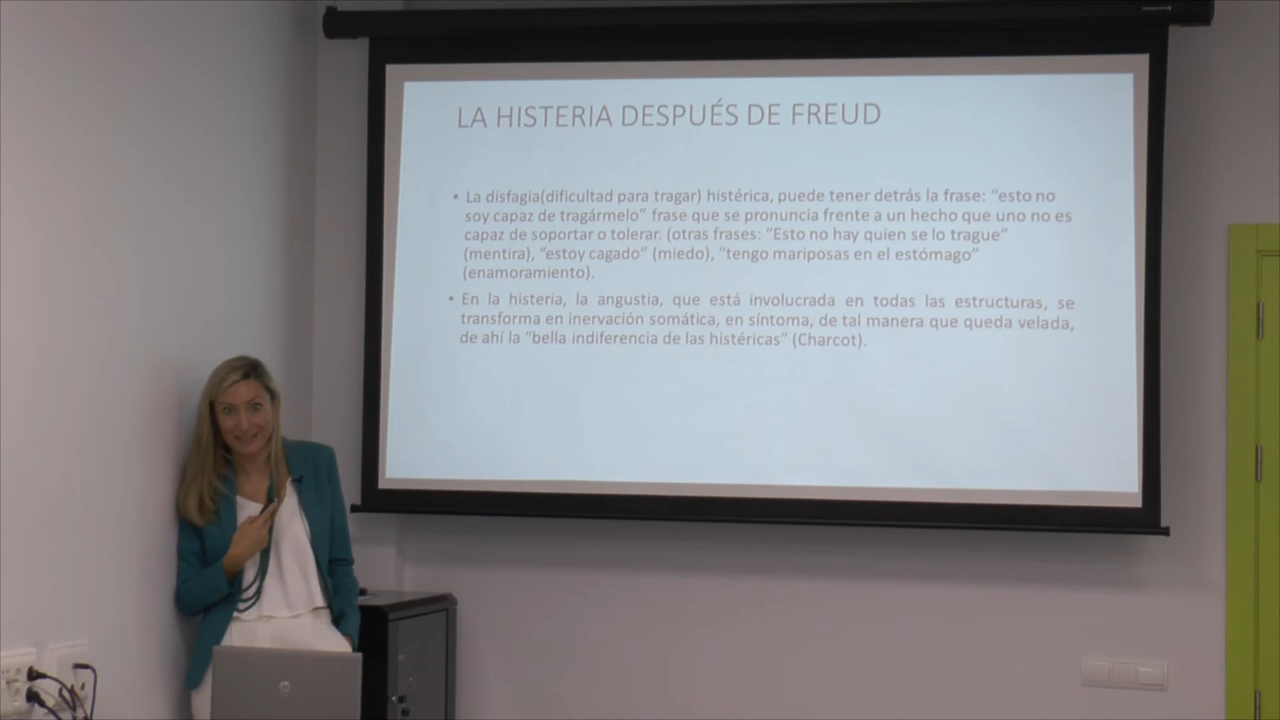 LA HISTERIA DESPUÉS DE FREUD
• La disfagia(dificultad para tragar) histérica, puede tener detrás la frase: “esto no
soy capaz de tragármelo” frase que se pronuncia frente a un hecho que uno no es
capaz de soportar o tolerar. (otras frases: “Esto no hay quien se lo trague”
(mentira), “estoy cagado” (miedo), “tengo mariposas en el estómago”
(enamoramiento).
• En la histeria, la angustia, que está involucrada en todas las estructuras, se
transforma en inervación somática, en síntoma, de tal manera que queda velada,
de ahí la “bella indiferencia de las histéricas” (Charcot).
hp